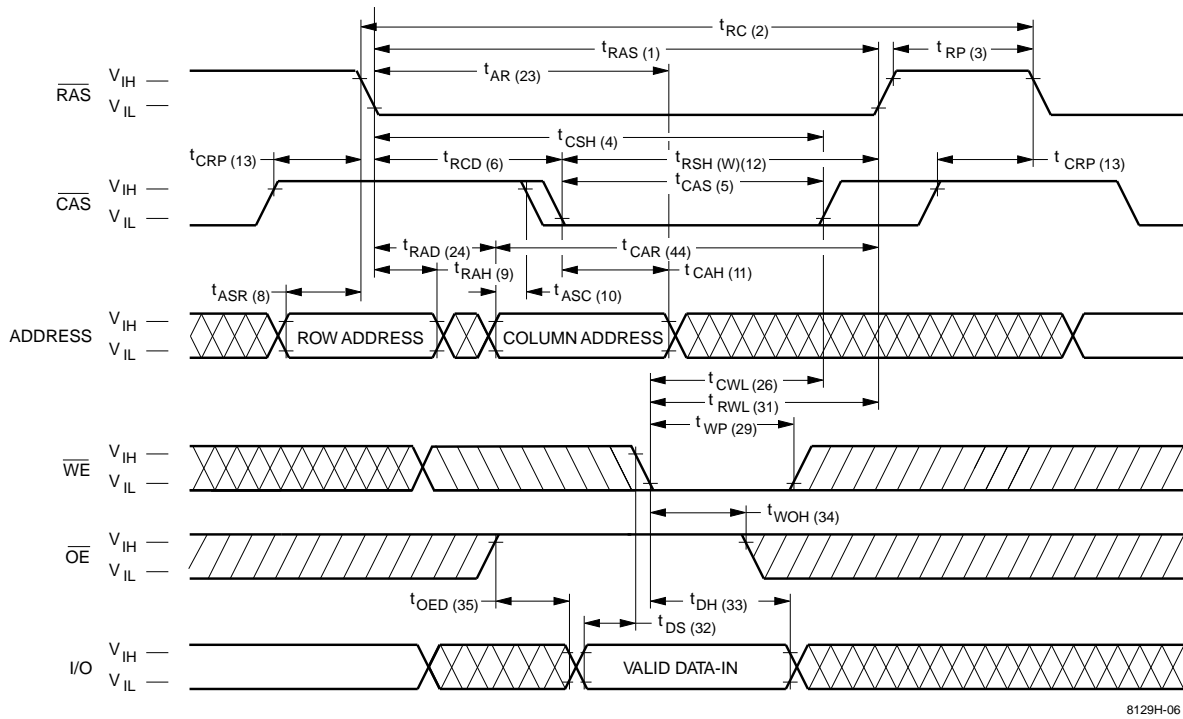 tRC (2)
tRAS (1)
tRP (3)
tAR (23)
RAS
VIH
VIL
tCSH (4)
tCRP (13)
tRCD (6)
tRSH (W)(12)
tCRP (13)
tCAS (5)
CAS
VIH
VIL
tRAD (24)
tCAR (44)
tRAH (9)
tCAH (11)
tASR (8)
tASC (10)
ADDRESS
VIH
VIL
ROW ADDRESS
COLUMN ADDRESS
tCWL (26)
tRWL (31)
tWP (29)
WE
VIH
VIL
tWOH (34)
OE
VIH
VIL
tOED (35)
tDH (33)
tDS (32)
I/O
VIH
VIL
VALID DATA-IN
8129H-06